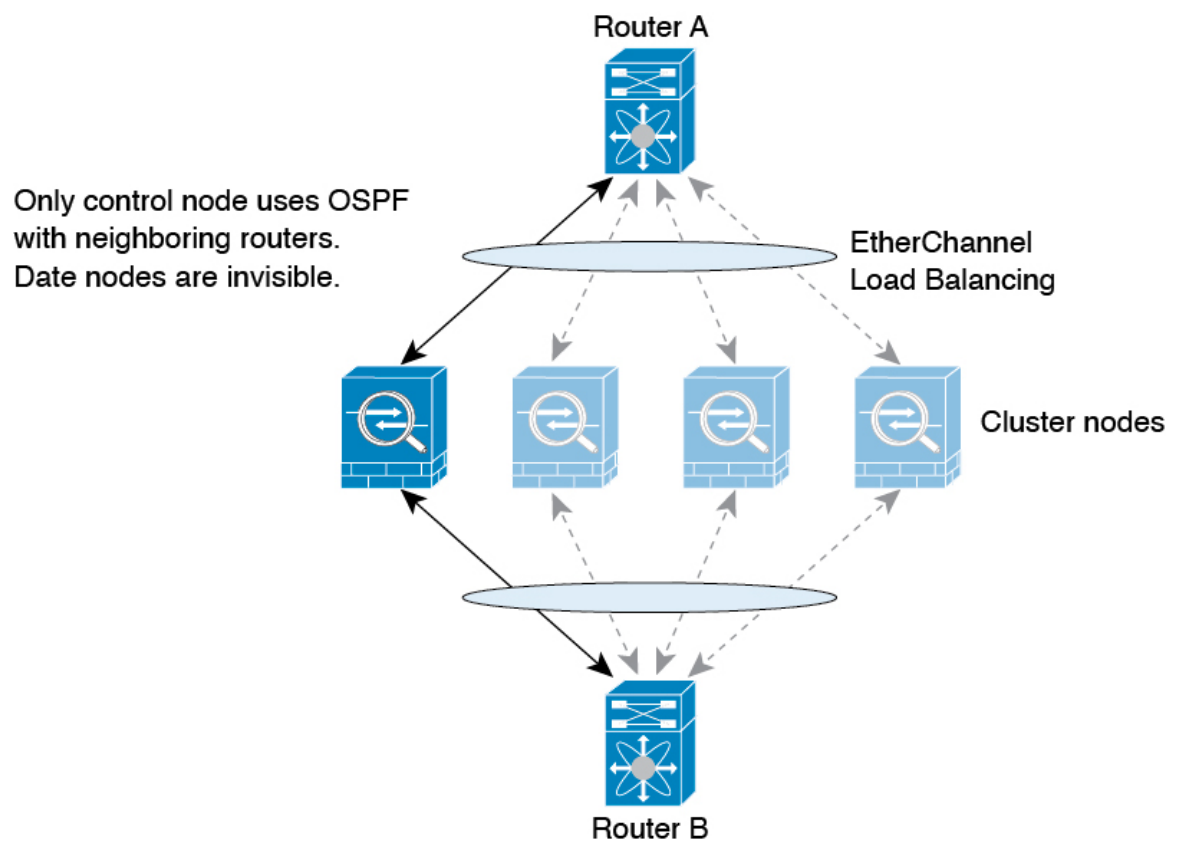 Router A
Only control node uses OSPF
with neighboring routers.
Date nodes are invisible.
EtherChannel
Load Balancing
Cluster nodes
Router B